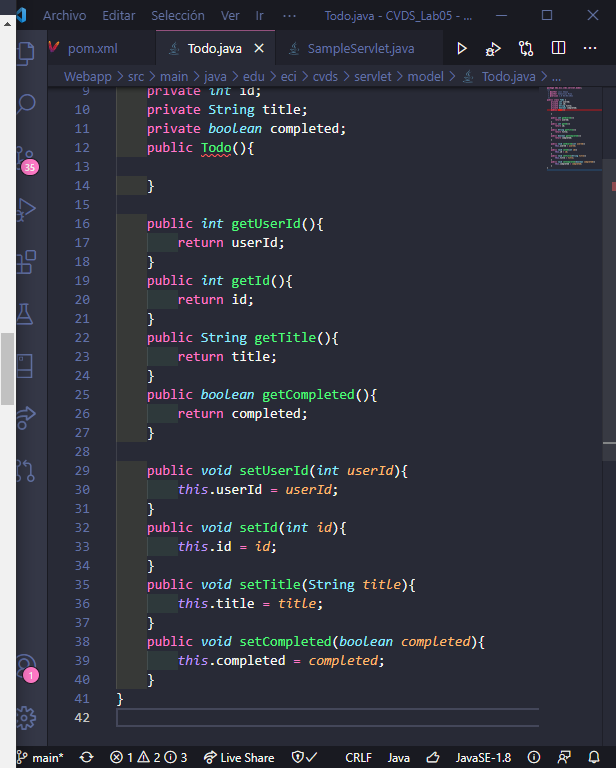 Archivo Editar Selección Ver Ir ··· Todo.java - CVDS_Lab05 - ...
pom.xml Todo.java SampleServlet.java
Webapp > src > main > java > edu > eci > cvds > servlet > model > Todo.java > ...
9 private int id;
10 private String title;
11 private boolean completed;
12 public Todo(){
13
14 }
15
16 public int getUserId(){
17 return userId;
18 }
19 public int getId(){
20 return id;
21 }
22 public String getTitle(){
23 return title;
24 }
25 public boolean getCompleted(){
26 return completed;
27 }
28
29 public void setUserId(int userId){
30 this.userId = userId;
31 }
32 public void setId(int id){
33 this.id = id;
34 }
35 public void setTitle(String title){
36 this.title = title;
37 }
38 public void setCompleted(boolean completed){
39 this.completed = completed;
40 }
41 }
42
35
1
main* 1 2 3 Live Share CRLF Java JavaSE-1.8